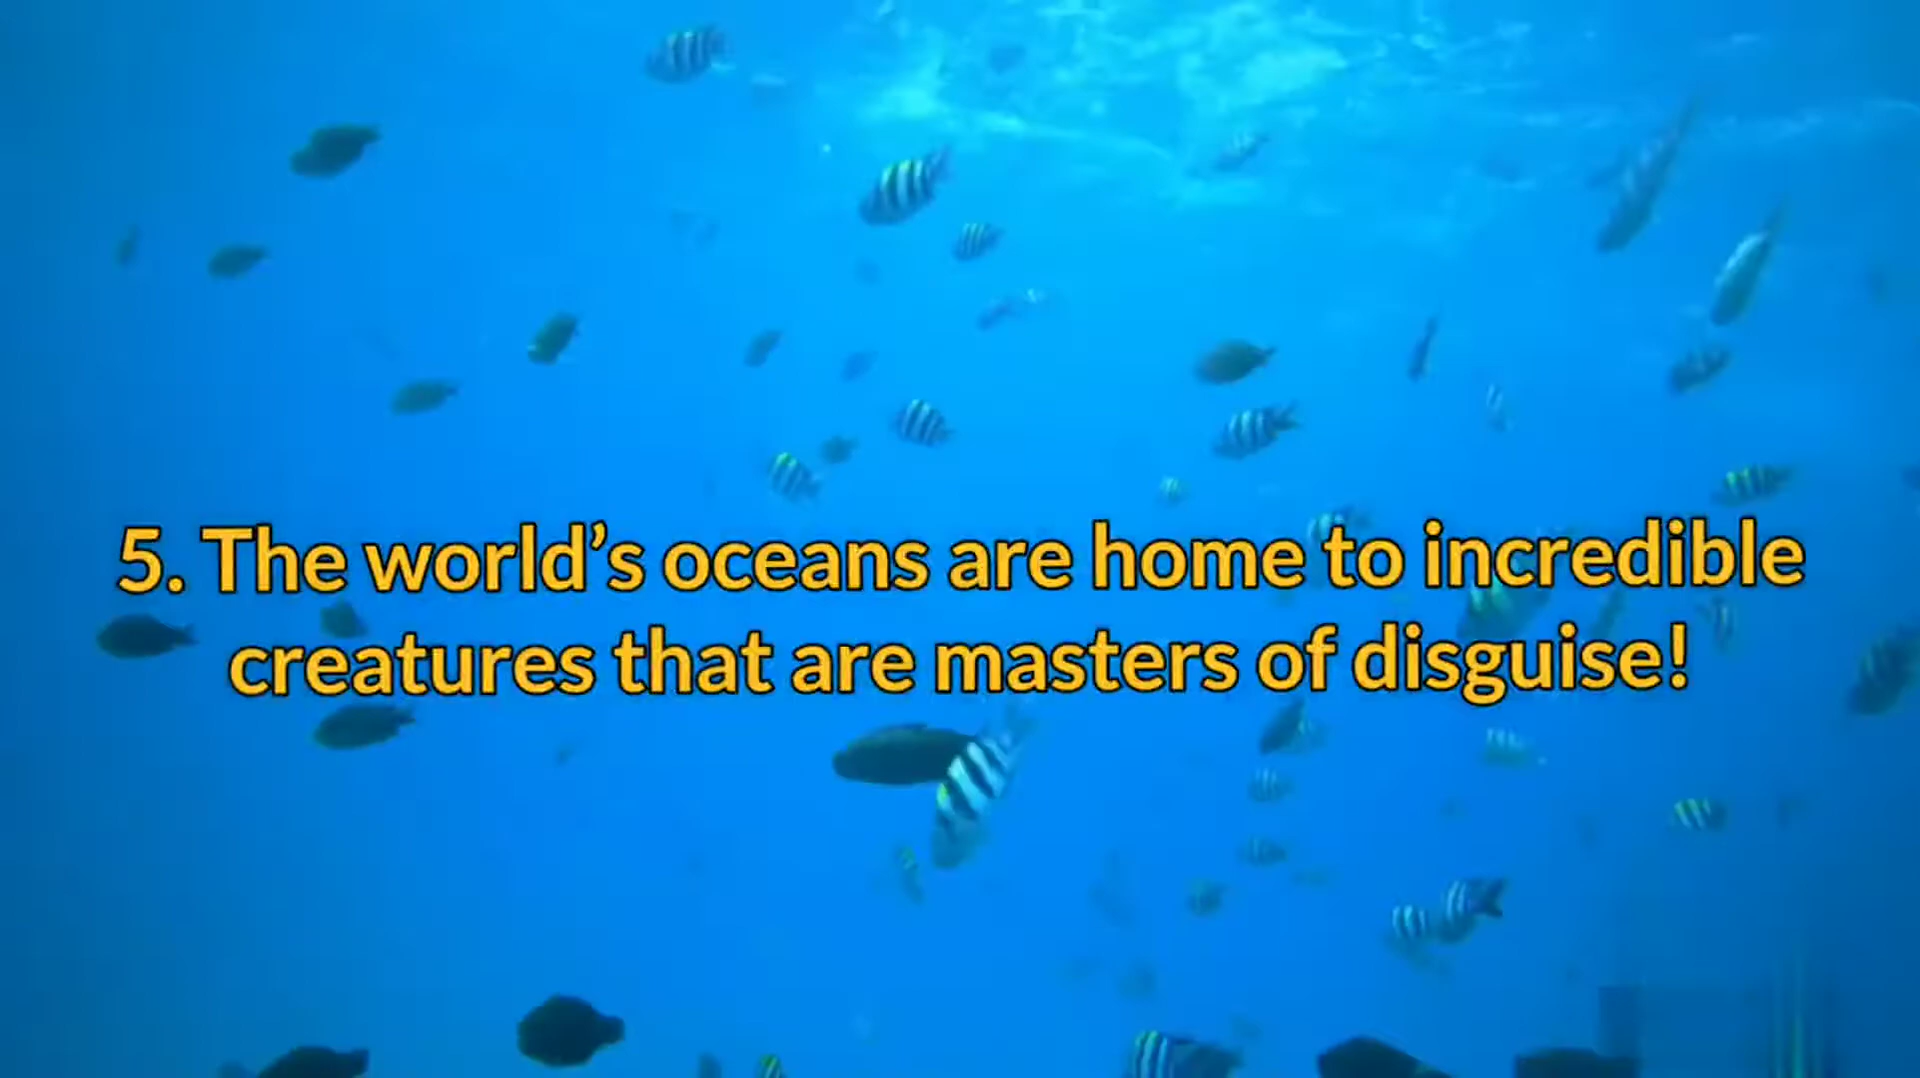 5. The world’s oceans are home to incredible
creatures that are masters of disguise!